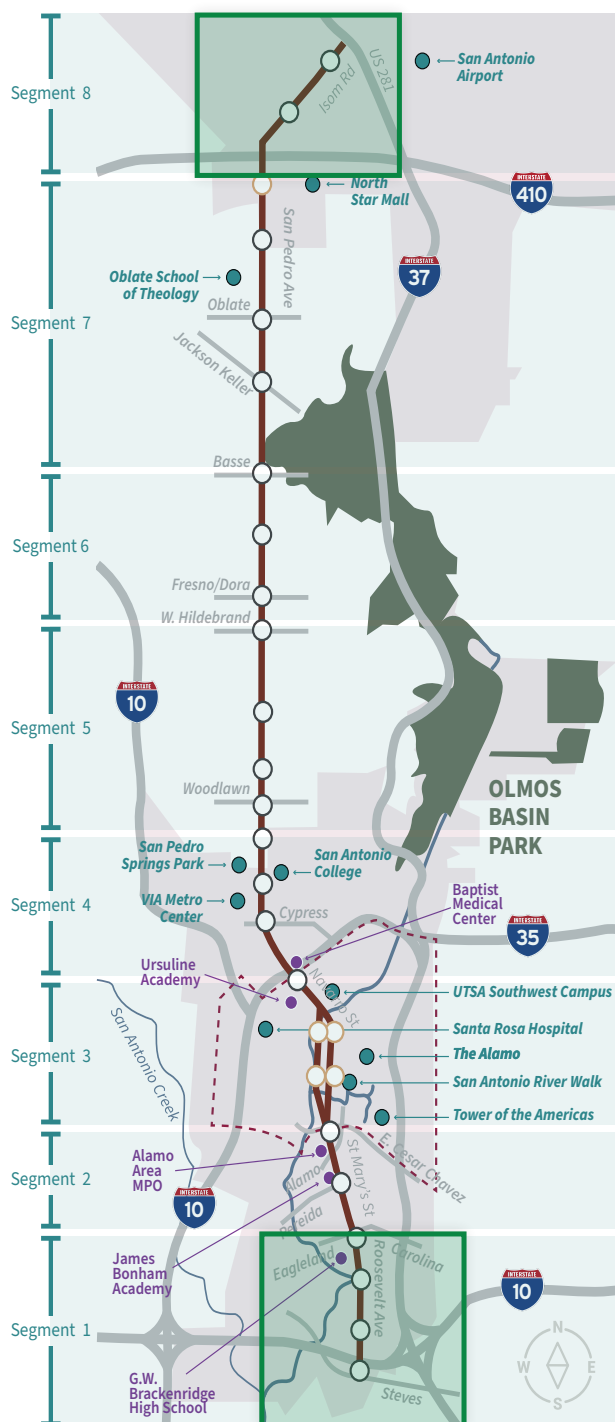 Segment 8
US 281
Isom Rd
San Antonio
Airport
INTERSTATE
410
North
Star Mall
San Pedro Ave
INTERSTATE
37
Oblate School
of Theology
Segment 7
Oblate
Jackson Keller
Basse
Segment 6
Fresno/Dora
W. Hildebrand
INTERSTATE
10
Segment 5
Woodlawn
OLMOS
BASIN
PARK
San Pedro
Springs Park
San Antonio
College
VIA Metro
Center
Segment 4
Cypress
Baptist
Medical
Center
INTERSTATE
35
Ursuline
Academy
Navarro St
UTSA Southwest Campus
San Antonio Creek
Santa Rosa Hospital
Segment 3
The Alamo
San Antonio River Walk
Tower of the Americas
E. Cesar Chavez
Alamo
Area
MPO
Segment 2
Alamo
St Mary's St
INTERSTATE
10
Pereida
James
Bonham
Academy
Eagleland
Roosevelt Ave
Carolina
INTERSTATE
10
Segment 1
G.W.
Brackenridge
High School
Steves
N
W
E
S